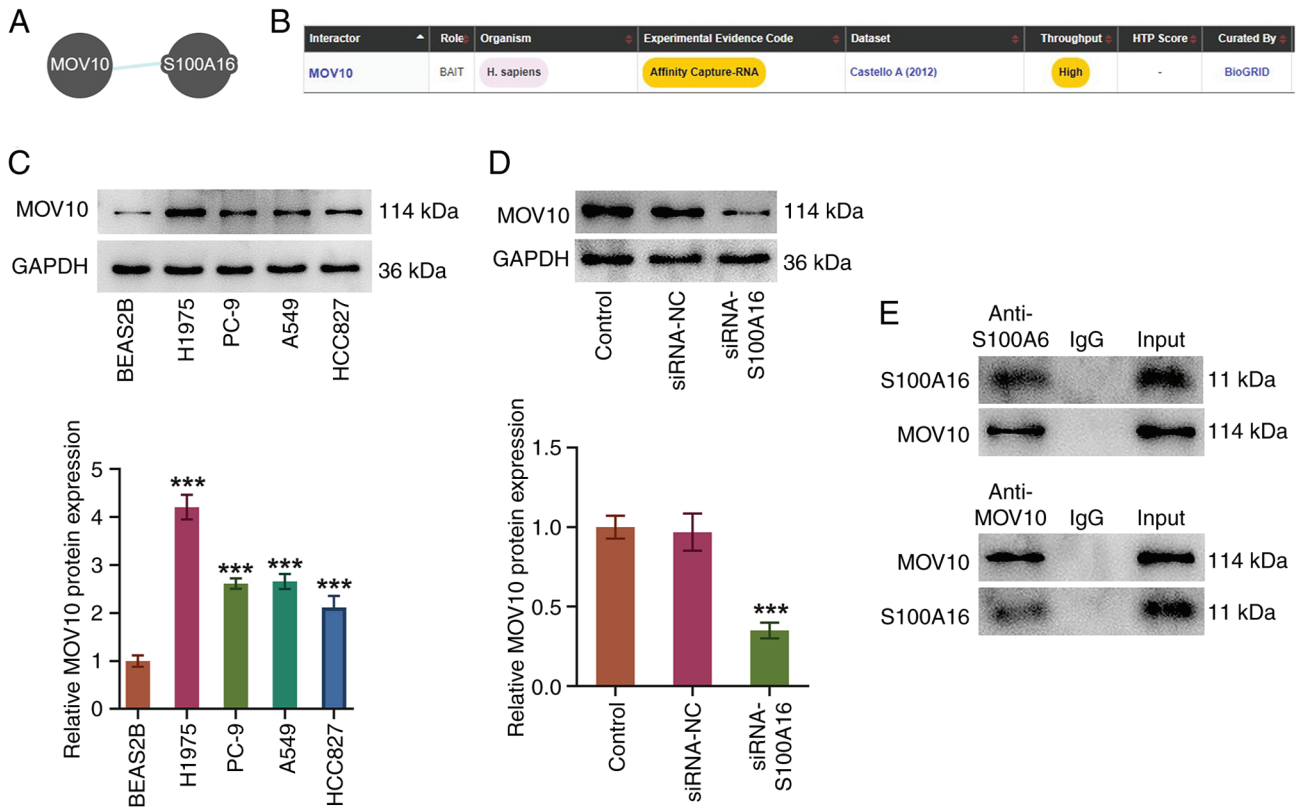 A
MOV10
S100A16
B
Interactor Role Organism Experimental Evidence Code Dataset Throughput HTP Score Curated By
MOV10 BAIT H. sapiens Affinity Capture-RNA Castello A (2012) High - BioGRID
C
MOV10 114 kDa
GAPDH 36 kDa
BEAS2B
H1975
PC-9
A549
HCC827
Relative MOV10 protein expression
5
4
3
2
1
0
***
***
***
***
BEAS2B
H1975
PC-9
A549
HCC827
D
MOV10 114 kDa
GAPDH 36 kDa
Control
siRNA-NC
siRNA-
S100A16
Relative MOV10 protein expression
1.5
1.0
0.5
0.0
***
Control
siRNA-NC
siRNA-
S100A16
E
Anti-
S100A6 IgG Input
S100A16 11 kDa
MOV10 114 kDa
Anti-
MOV10 IgG Input
MOV10 114 kDa
S100A16 11 kDa